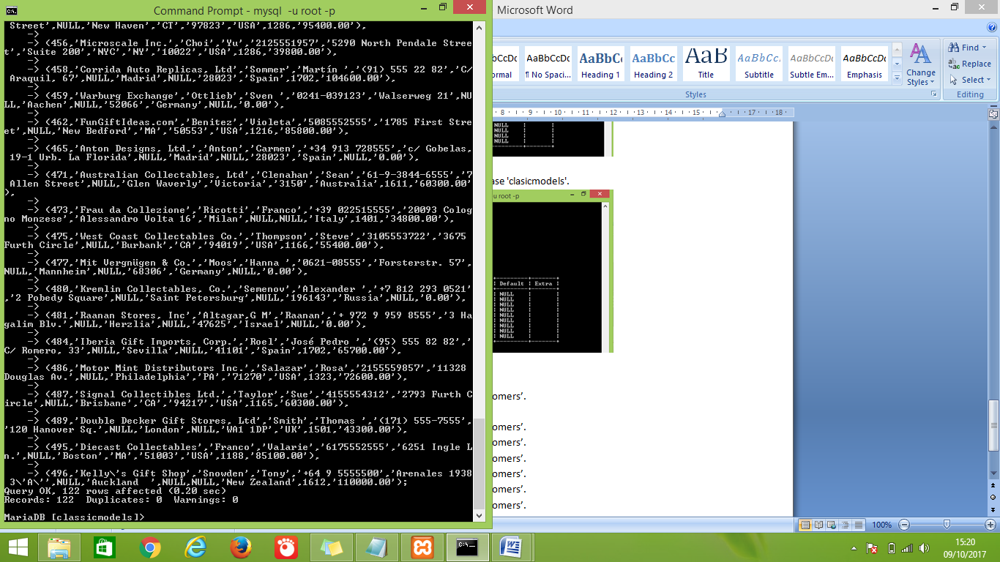 Command Prompt - mysql  -u root -p
 Street',NULL,'New Haven','CT','97823','USA',1286,'95400.00'),
    ->
    -> (456,'Microscale Inc.','Choi','Yu','2125551957','5290 North Pendale Stree
t','Suite 200','NYC','NY','10022','USA',1286,'39800.00'),
    ->
    -> (458,'Corrida Auto Replicas, Ltd','Sommer','Martín ','(91) 555 22 82','C/
 Araquil, 67',NULL,'Madrid',NULL,'28023','Spain',1702,'104600.00'),
    ->
    -> (459,'Warburg Exchange','Ottlieb','Sven ','0241-039123','Walserweg 21',NU
LL,'Aachen',NULL,'52066','Germany',NULL,'0.00'),
    ->
    -> (462,'FunGiftIdeas.com','Benitez','Violeta','5085552555','1785 First Stre
et',NULL,'New Bedford','MA','50553','USA',1216,'85800.00'),
    ->
    -> (465,'Anton Designs, Ltd.','Anton','Carmen','+34 913 728555','c/ Gobelas,
 19-1 Urb. La Florida',NULL,'Madrid',NULL,'28023','Spain',NULL,'0.00'),
    ->
    -> (471,'Australian Collectables, Ltd','Clenahan','Sean','61-9-3844-6555','7
 Allen Street',NULL,'Glen Waverly','Victoria','3150','Australia',1611,'60300.00'
),
    ->
    -> (473,'Frau da Collezione','Ricotti','Franco','+39 022515555','20093 Colog
no Monzese','Alessandro Volta 16','Milan',NULL,NULL,'Italy',1401,'34800.00'),
    ->
    -> (475,'West Coast Collectables Co.','Thompson','Steve','3105553722','3675
Furth Circle',NULL,'Burbank','CA','94019','USA',1166,'55400.00'),
    ->
    -> (477,'Mit Vergnügen & Co.','Moos','Hanna ','0621-08555','Forsterstr. 57',
NULL,'Mannheim',NULL,'68306','Germany',NULL,'0.00'),
    ->
    -> (480,'Kremlin Collectables, Co.','Semenov','Alexander ','+7 812 293 0521'
,'2 Pobedy Square',NULL,'Saint Petersburg',NULL,'196143','Russia',NULL,'0.00'),
    ->
    -> (481,'Raanan Stores, Inc','Altagar,G M','Raanan','+ 972 9 959 8555','3 Ha
galim Blv.',NULL,'Herzlia',NULL,'47625','Israel',NULL,'0.00'),
    ->
    -> (484,'Iberia Gift Imports, Corp.','Roel','José Pedro ','(95) 555 82 82','
C/ Romero, 33',NULL,'Sevilla',NULL,'41101','Spain',1702,'65700.00'),
    ->
    -> (486,'Motor Mint Distributors Inc.','Salazar','Rosa','2155559857','11328
Douglas Av.',NULL,'Philadelphia','PA','71270','USA',1323,'72600.00'),
    ->
    -> (487,'Signal Collectibles Ltd.','Taylor','Sue','4155554312','2793 Furth C
ircle',NULL,'Brisbane','CA','94217','USA',1165,'60300.00'),
    ->
    -> (489,'Double Decker Gift Stores, Ltd','Smith','Thomas ','(171) 555-7555',
'120 Hanover Sq.',NULL,'London',NULL,'WA1 1DP','UK',1501,'43300.00'),
    ->
    -> (495,'Diecast Collectables','Franco','Valarie','6175552555','6251 Ingle L
n.',NULL,'Boston','MA','51003','USA',1188,'85100.00'),
    ->
    -> (496,'Kelly\'s Gift Shop','Snowden','Tony','+64 9 5555500','Arenales 1938
 3\'A\'',NULL,'Auckland  ',NULL,NULL,'New Zealand',1612,'110000.00');
Query OK, 122 rows affected (0.20 sec)
Records: 122  Duplicates: 0  Warnings: 0
MariaDB [classicmodels]>
Microsoft Word
bCcDc AaBbCcDc AaBbC AaBbCc AaB AaBbCc. AaBbCcDc AaBbCcDc
ormal ¶ No Spaci... Heading 1 Heading 2 Title Subtitle Subtle Em... Emphasis
Change Styles
Find
Replace
Select
Styles
Editing
8 9 10 11 12 13 14 15 17 18
NULL
NULL
NULL
NULL
ase 'clasicmodels'.
u root -p
Default | Extra
NULL
NULL
NULL
NULL
NULL
NULL
NULL
NULL
NULL
omers’.
omers’.
omers’.
omers’.
omers’.
omers’.
omers’.
100%
15:20
09/10/2017